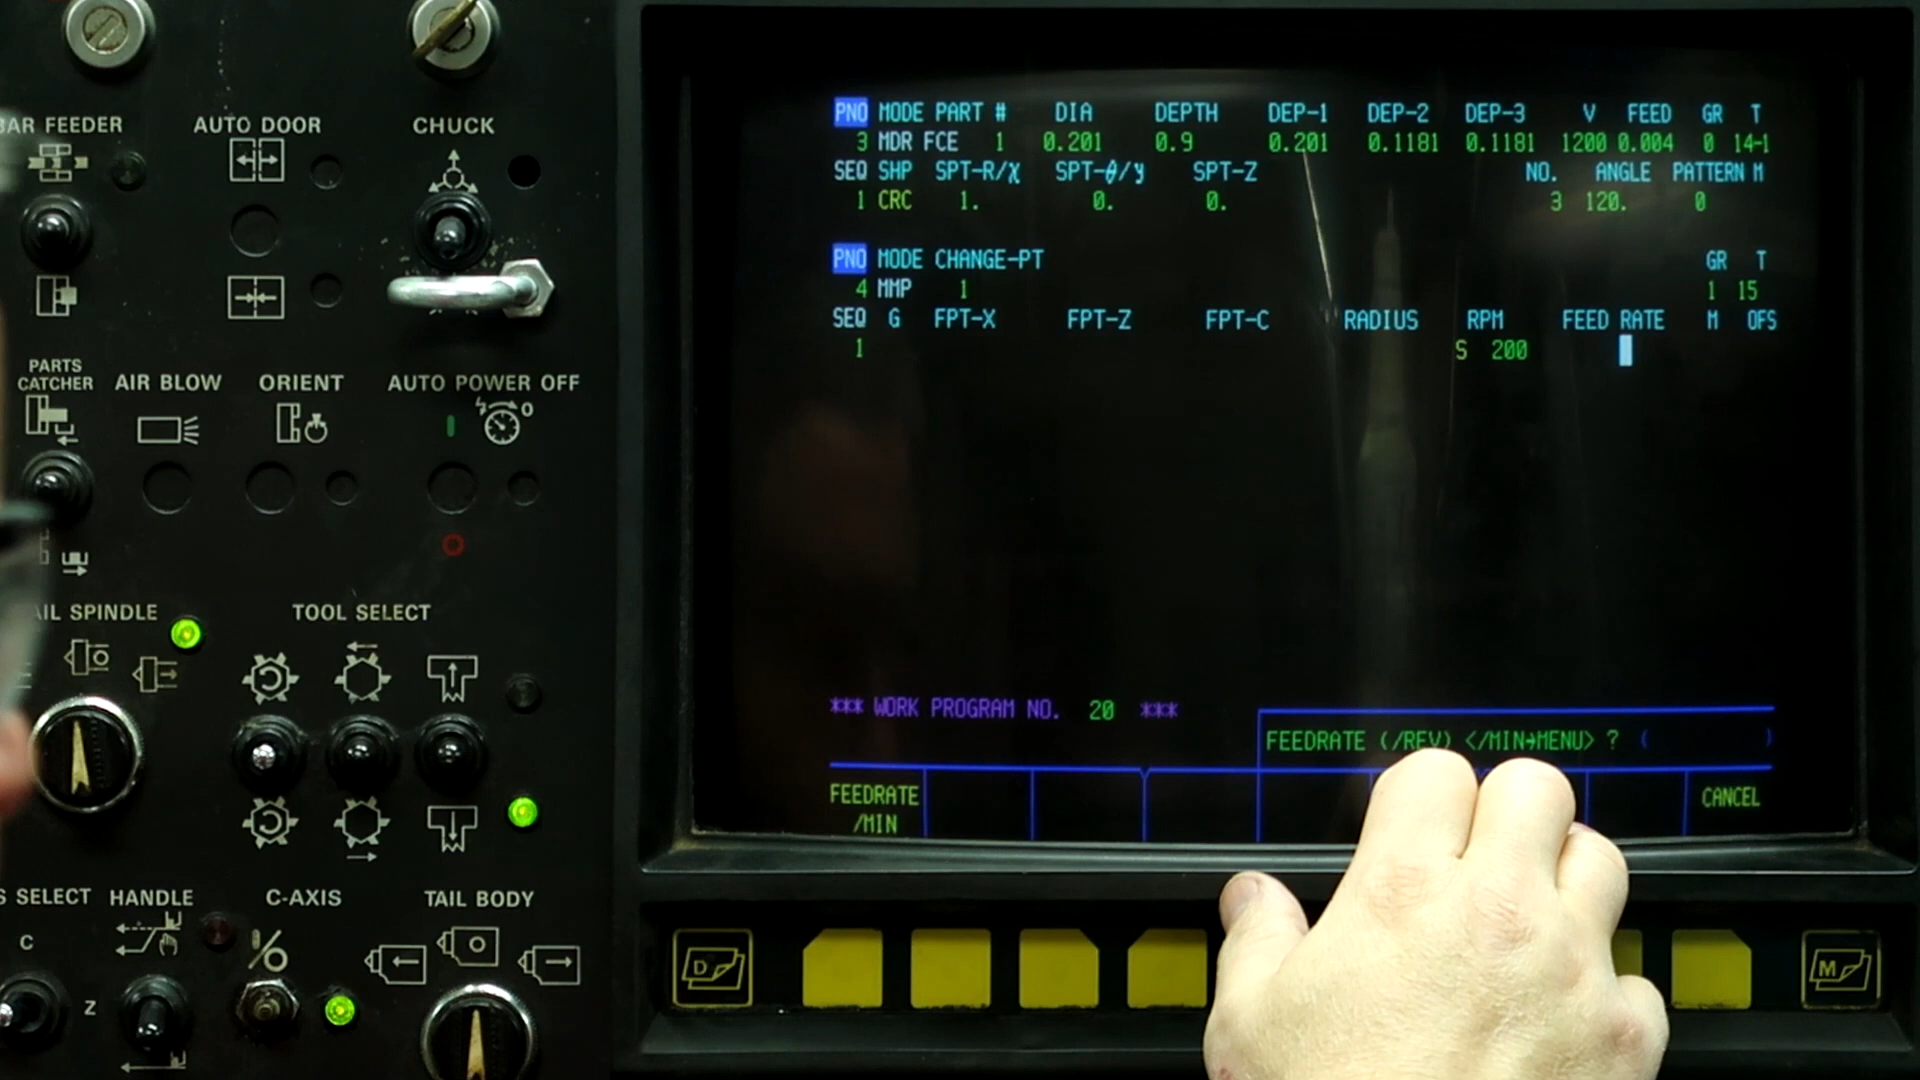 BAR FEEDER AUTO DOOR CHUCK
PARTS CATCHER AIR BLOW ORIENT AUTO POWER OFF
O
SPINDLE TOOL SELECT
SELECT HANDLE C-AXIS TAIL BODY
C
Z
PNO MODE PART # DIA DEPTH DEP-1 DEP-2 DEP-3 V FEED GR T
3 MDR FCE 1 0.201 0.9 0.201 0.1181 0.1181 1200 0.004 0 14-1
SEQ SHP SPT-R/X SPT-θ/y SPT-Z NO. ANGLE PATTERN M
1 CRC 1. 0. 0. 3 120. 0
PNO MODE CHANGE-PT GR T
4 MMP 1 1 15
SEQ G FPT-X FPT-Z FPT-C RADIUS RPM FEED RATE M OFS
1 S 200
*** WORK PROGRAM NO. 20 ***
FEEDRATE (/REV) </MIN→MENU> ? ( )
FEEDRATE /MIN CANCEL
D M